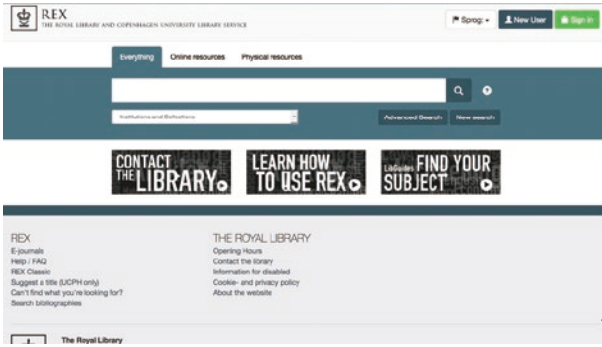 REX
THE ROYAL LIBRARY AND COPENHAGEN UNIVERSITY LIBRARY SERVICE
Sprog:
New User
Sign in
Everything
Online resources
Physical resources
Institutions and Collections
Advanced Search
New search
CONTACT
THE LIBRARY
LEARN HOW
TO USE REX
LibGuides FIND YOUR
SUBJECT
REX
E-journals
Help / FAQ
REX Classic
Suggest a title (UCPH only)
Can't find what you're looking for?
Search bibliographies
THE ROYAL LIBRARY
Opening Hours
Contact the library
Information for disabled
Cookie- and privacy policy
About the website
The Royal Library